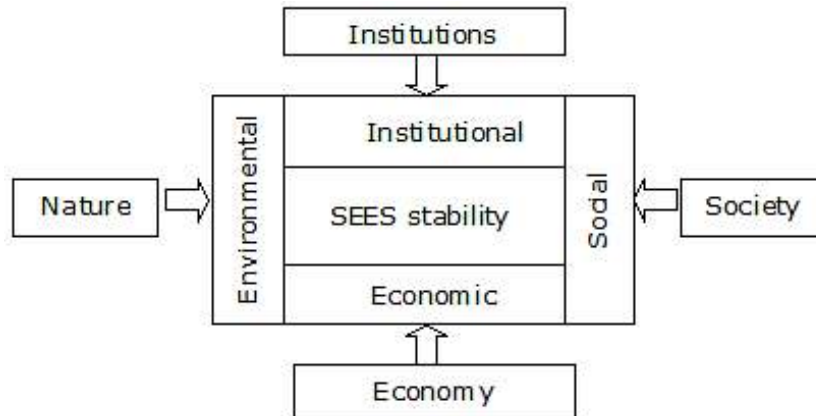 Institutions
Environmental
Institutional
Social
Nature
SEES stability
Society
Economic
Economy